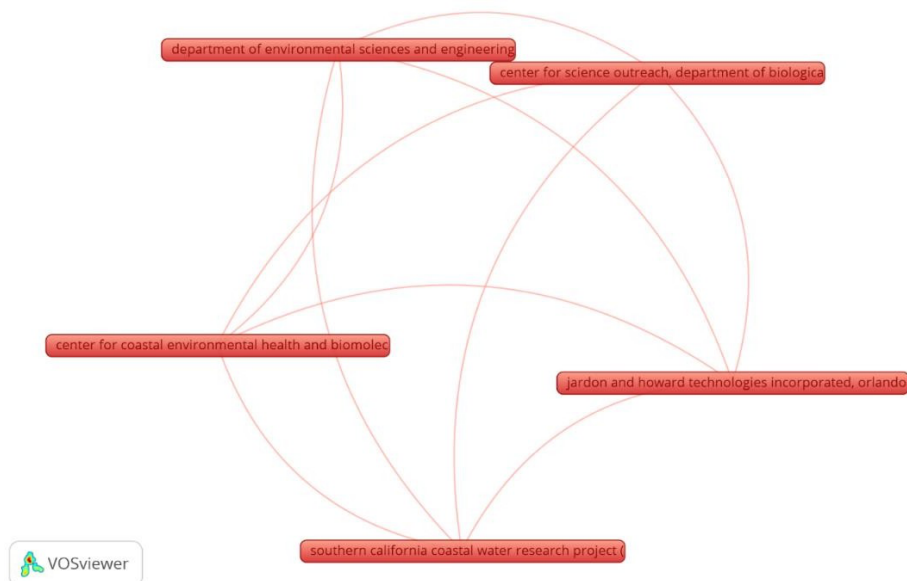 department of environmental sciences and engineering
center for science outreach, department of biologica
center for coastal environmental health and biomolec
jardon and howard technologies incorporated, orlando
southern california coastal water research project (
VOSviewer